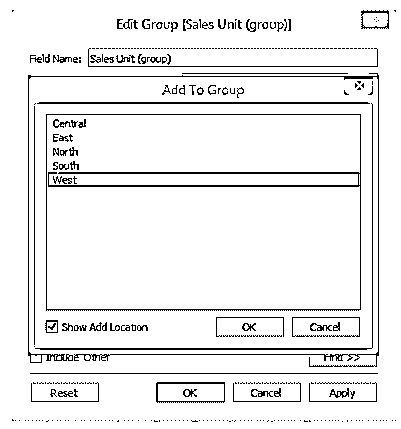 Edit Group [Sales Unit (group)]
Field Name: Sales Unit (group)
Add To Group
Central
East
North
South
West
Show Add Location OK Cancel
Include 'Other' Find >>
Reset OK Cancel Apply